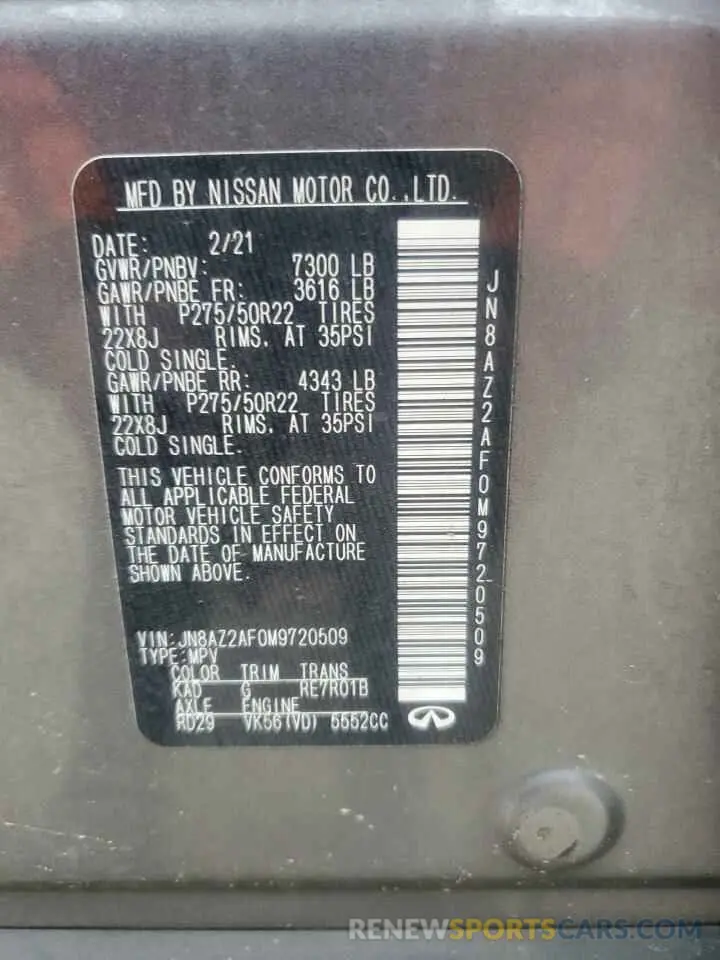 MFD BY NISSAN MOTOR CO.,LTD.
DATE: 2/21
GVWR/PNBV: 7300 LB
GAWR/PNBE FR: 3616 LB
WITH P275/50R22 TIRES
22X8J RIMS. AT 35PSI
COLD SINGLE.
GAWR/PNBE RR: 4343 LB
WITH P275/50R22 TIRES
22X8J RIMS. AT 35PSI
COLD SINGLE.
THIS VEHICLE CONFORMS TO
ALL APPLICABLE FEDERAL
MOTOR VEHICLE SAFETY
STANDARDS IN EFFECT ON
THE DATE OF MANUFACTURE
SHOWN ABOVE.
VIN:JN8AZ2AF0M9720509
TYPE:MPV
COLOR TRIM TRANS
KAD G RE7R01B
AXLE ENGINE
RD29 VK56(VD) 5552CC
JN8AZ2AF0M9720509
RENEWSPORTSCARS.COM